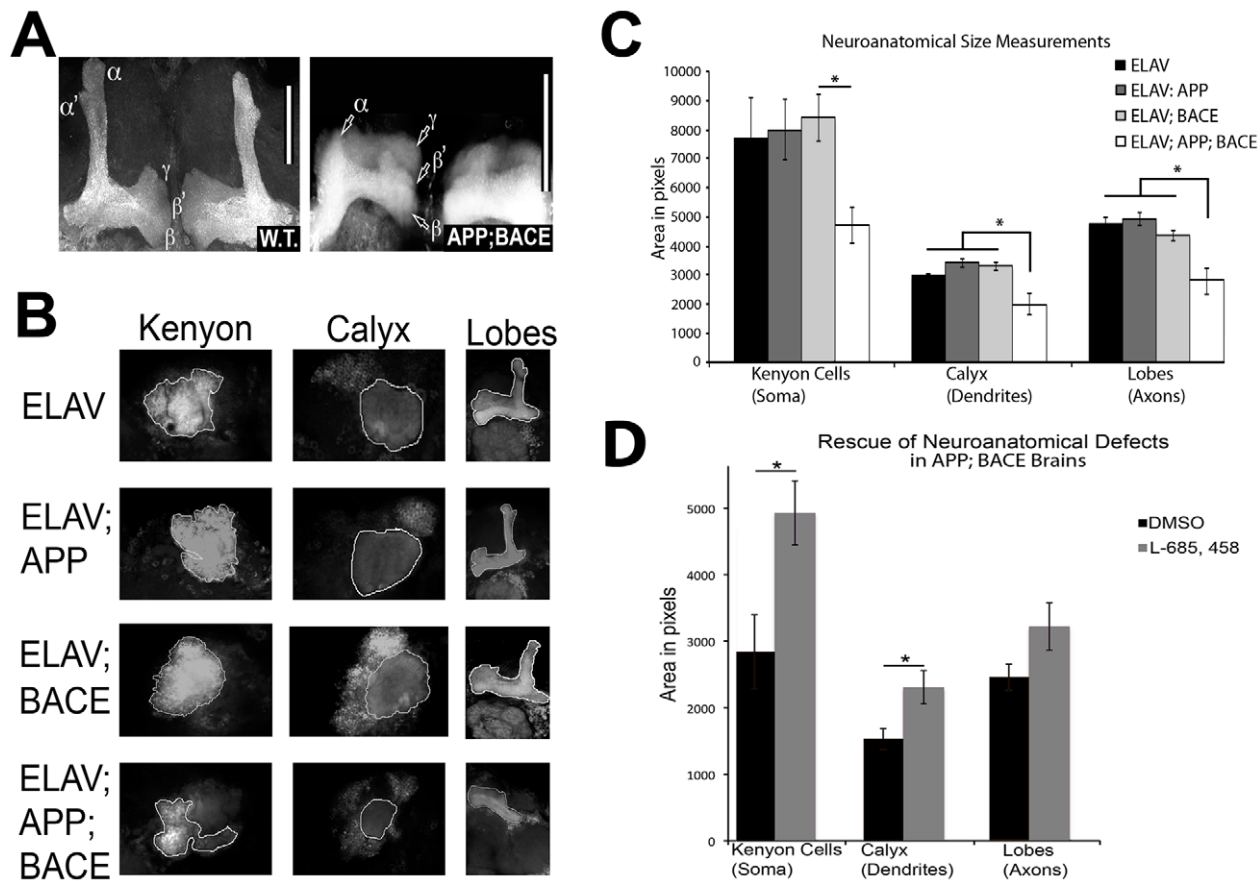 A
α
α'
γ
β'
β
W.T.
α
γ
β'
β
APP;BACE
B
Kenyon Calyx Lobes
ELAV
ELAV;
APP
ELAV;
BACE
ELAV;
APP;
BACE
C
Neuroanatomical Size Measurements
ELAV
ELAV: APP
ELAV; BACE
ELAV; APP; BACE
Area in pixels
10000
9000
8000
7000
6000
5000
4000
3000
2000
1000
0
*
*
*
Kenyon Cells
(Soma)
Calyx
(Dendrites)
Lobes
(Axons)
D
Rescue of Neuroanatomical Defects
in APP; BACE Brains
DMSO
L-685, 458
Area in pixels
5000
4000
3000
2000
1000
0
*
*
Kenyon Cells
(Soma)
Calyx
(Dendrites)
Lobes
(Axons)